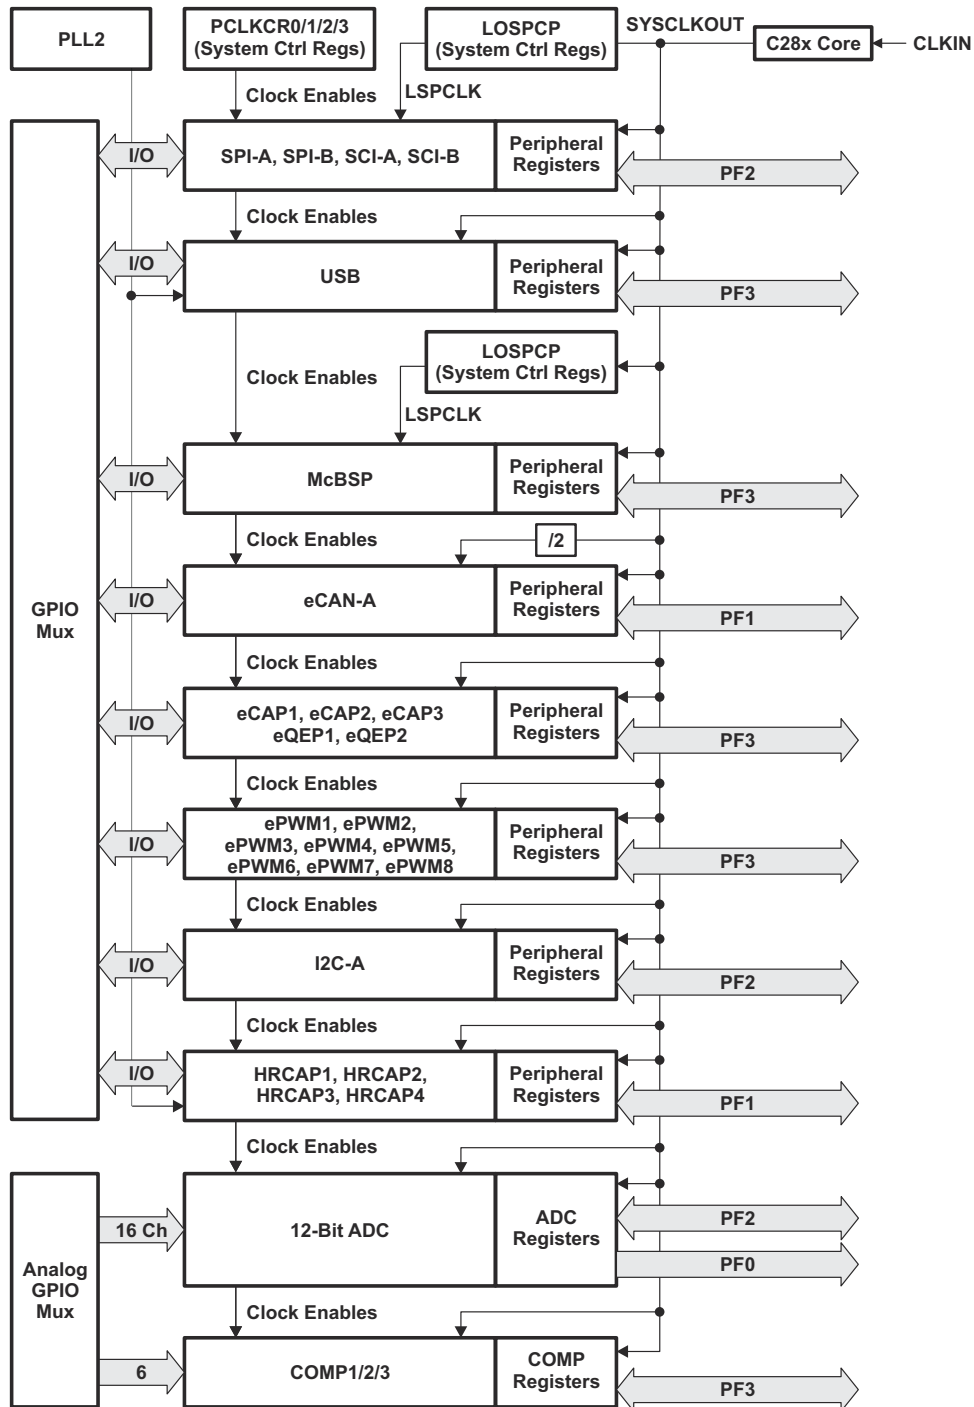 PLL2
PCLKCR0/1/2/3
(System Ctrl Regs)
LOSPCP
(System Ctrl Regs)
SYSCLKOUT
C28x Core
CLKIN
Clock Enables
LSPCLK
I/O
SPI-A, SPI-B, SCI-A, SCI-B
Peripheral
Registers
PF2
Clock Enables
I/O
USB
Peripheral
Registers
PF3
LOSPCP
(System Ctrl Regs)
Clock Enables
LSPCLK
I/O
McBSP
Peripheral
Registers
PF3
Clock Enables
/2
GPIO
Mux
I/O
eCAN-A
Peripheral
Registers
PF1
Clock Enables
I/O
eCAP1, eCAP2, eCAP3
eQEP1, eQEP2
Peripheral
Registers
PF3
Clock Enables
I/O
ePWM1, ePWM2,
ePWM3, ePWM4, ePWM5,
ePWM6, ePWM7, ePWM8
Peripheral
Registers
PF3
Clock Enables
I/O
I2C-A
Peripheral
Registers
PF2
Clock Enables
I/O
HRCAP1, HRCAP2,
HRCAP3, HRCAP4
Peripheral
Registers
PF1
Clock Enables
Analog
GPIO
Mux
16 Ch
12-Bit ADC
ADC
Registers
PF2
PF0
Clock Enables
6
COMP1/2/3
COMP
Registers
PF3